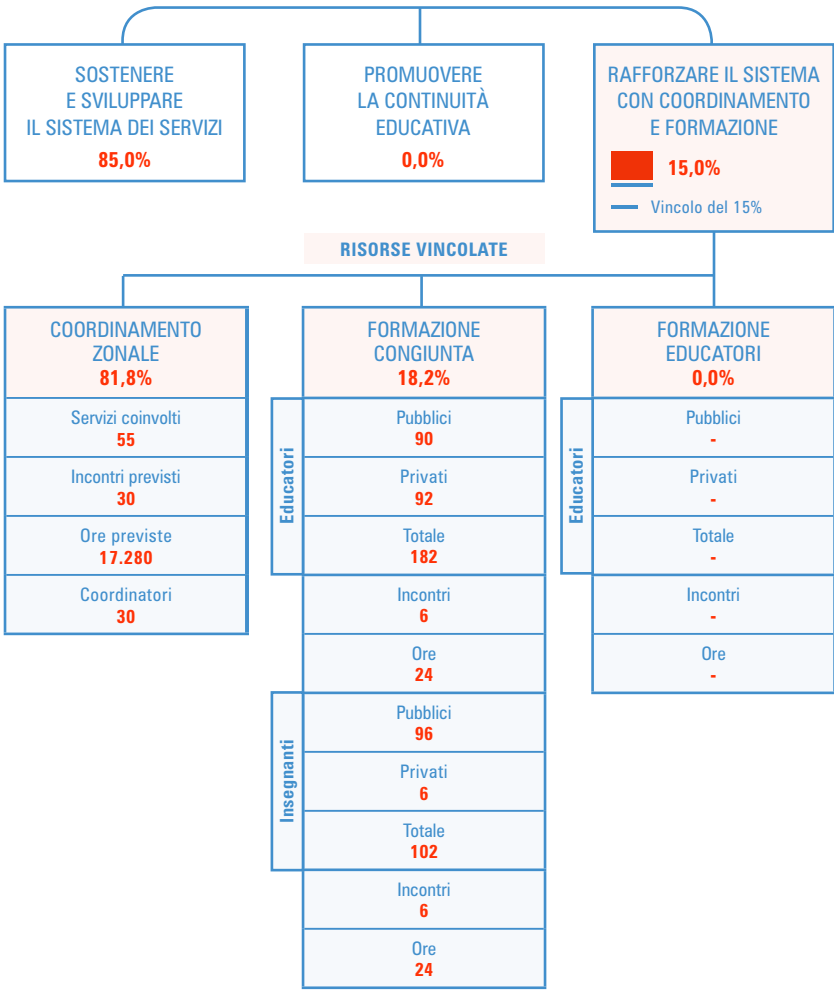 SOSTENERE
E SVILUPPARE
IL SISTEMA DEI SERVIZI
85,0%
PROMUOVERE
LA CONTINUITÀ
EDUCATIVA
0,0%
RAFFORZARE IL SISTEMA
CON COORDINAMENTO
E FORMAZIONE
15,0%
Vincolo del 15%
RISORSE VINCOLATE
COORDINAMENTO
ZONALE
81,8%
Servizi coinvolti
55
Incontri previsti
30
Ore previste
17.280
Coordinatori
30
FORMAZIONE
CONGIUNTA
18,2%
Educatori
Pubblici
90
Privati
92
Totale
182
Incontri
6
Ore
24
Insegnanti
Pubblici
96
Privati
6
Totale
102
Incontri
6
Ore
24
FORMAZIONE
EDUCATORI
0,0%
Educatori
Pubblici
-
Privati
-
Totale
-
Incontri
-
Ore
-